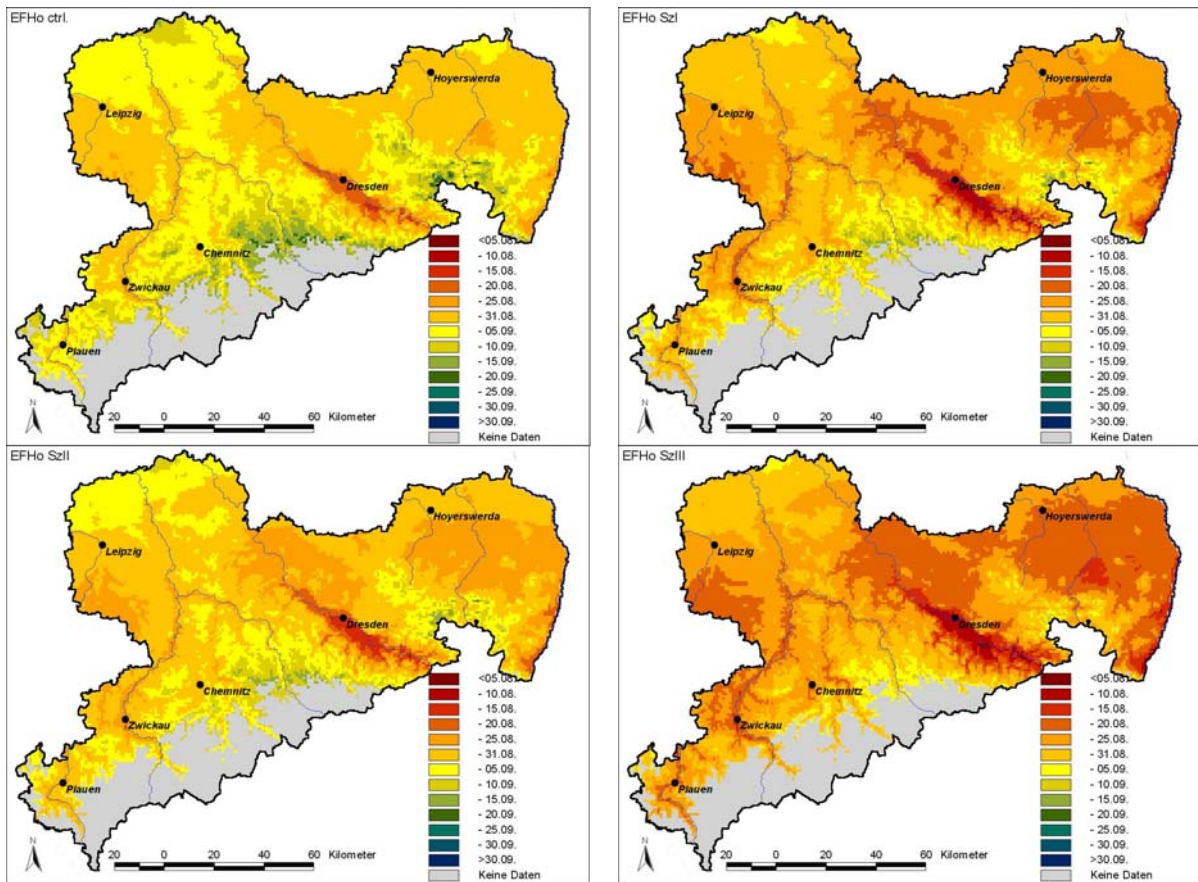 EFHo ctrl.
Hoyerswerda
Leipzig
Dresden
Chemnitz
Zwickau
Plauen
<05.08.
- 10.08.
- 15.08.
- 20.08.
- 25.08.
- 31.08.
- 05.09.
- 10.09.
- 15.09.
- 20.09.
- 25.09.
- 30.09.
>30.09.
Keine Daten
N
20 0 20 40 60 Kilometer
EFHo SzI
Hoyerswerda
Leipzig
Dresden
Chemnitz
Zwickau
Plauen
<05.08.
- 10.08.
- 15.08.
- 20.08.
- 25.08.
- 31.08.
- 05.09.
- 10.09.
- 15.09.
- 20.09.
- 25.09.
- 30.09.
>30.09.
Keine Daten
N
20 0 20 40 60 Kilometer
EFHo SzII
Hoyerswerda
Leipzig
Dresden
Chemnitz
Zwickau
Plauen
<05.08.
- 10.08.
- 15.08.
- 20.08.
- 25.08.
- 31.08.
- 05.09.
- 10.09.
- 15.09.
- 20.09.
- 25.09.
- 30.09.
>30.09.
Keine Daten
N
20 0 20 40 60 Kilometer
EFHo SzIII
Hoyerswerda
Leipzig
Dresden
Chemnitz
Zwickau
Plauen
<05.08.
- 10.08.
- 15.08.
- 20.08.
- 25.08.
- 31.08.
- 05.09.
- 10.09.
- 15.09.
- 20.09.
- 25.09.
- 30.09.
>30.09.
Keine Daten
N
20 0 20 40 60 Kilometer